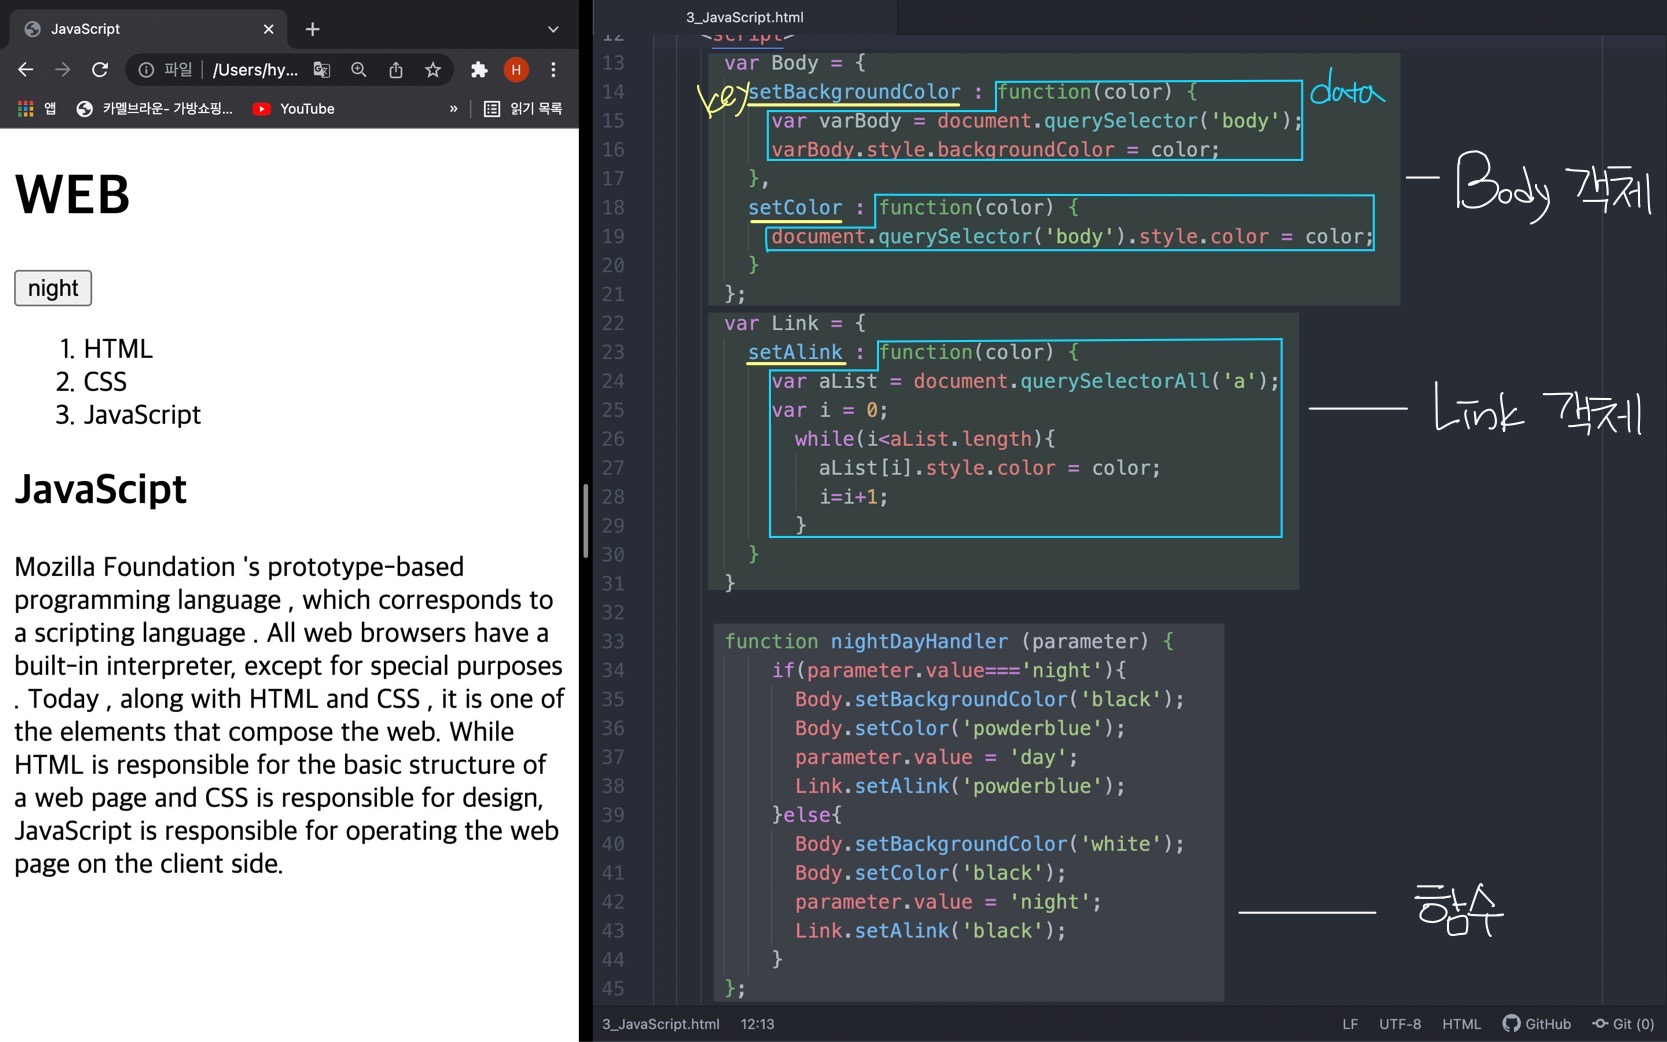 JavaScript
파일
/Users/hy...
H
앱
카멜브라운- 가방쇼핑...
YouTube
»
읽기 목록
WEB
night
1. HTML
2. CSS
3. JavaScript
JavaScipt
Mozilla Foundation 's prototype-based
programming language , which corresponds to
a scripting language . All web browsers have a
built-in interpreter, except for special purposes
. Today , along with HTML and CSS , it is one of
the elements that compose the web. While
HTML is responsible for the basic structure of
a web page and CSS is responsible for design,
JavaScript is responsible for operating the web
page on the client side.
3_JavaScript.html
12 <script>
13 var Body = {
key
14 setBackgroundColor : function(color) {
data
15 var varBody = document.querySelector('body');
16 varBody.style.backgroundColor = color;
17 },
Body 객체
18 setColor : function(color) {
19 document.querySelector('body').style.color = color;
20 }
21 };
22 var Link = {
23 setAlink : function(color) {
24 var aList = document.querySelectorAll('a');
25 var i = 0;
Link 객체
26 while(i<aList.length){
27 aList[i].style.color = color;
28 i=i+1;
29 }
30 }
31 }
32
33 function nightDayHandler (parameter) {
34 if(parameter.value==='night'){
35 Body.setBackgroundColor('black');
36 Body.setColor('powderblue');
37 parameter.value = 'day';
38 Link.setAlink('powderblue');
39 }else{
40 Body.setBackgroundColor('white');
41 Body.setColor('black');
42 parameter.value = 'night';
함수
43 Link.setAlink('black');
44 }
45 };
3_JavaScript.html 12:13
LF UTF-8 HTML GitHub Git (0)